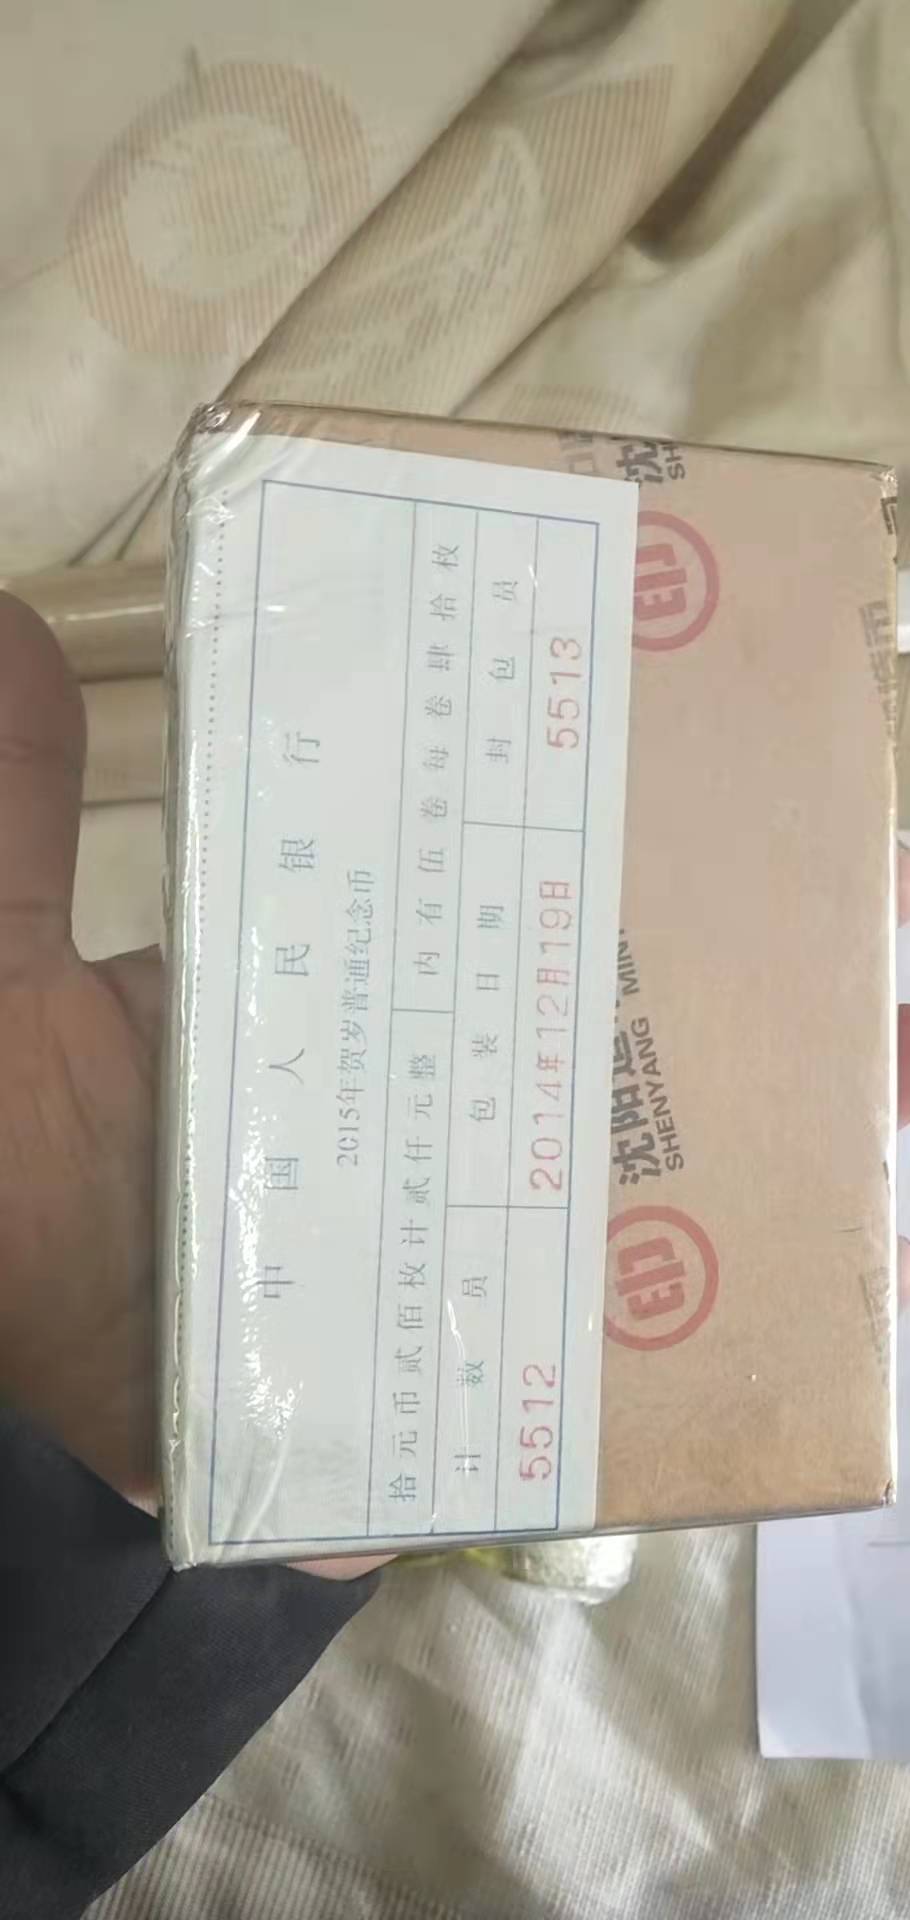 中国人民银行
2015年贺岁普通纪念币
拾元币贰佰枚计贰仟元整 内有伍卷每卷肆拾枚
计数员 包装日期 封包员
5512 2014年12月19日 5513
沈
SH
沈阳造
SHENYANG MINT